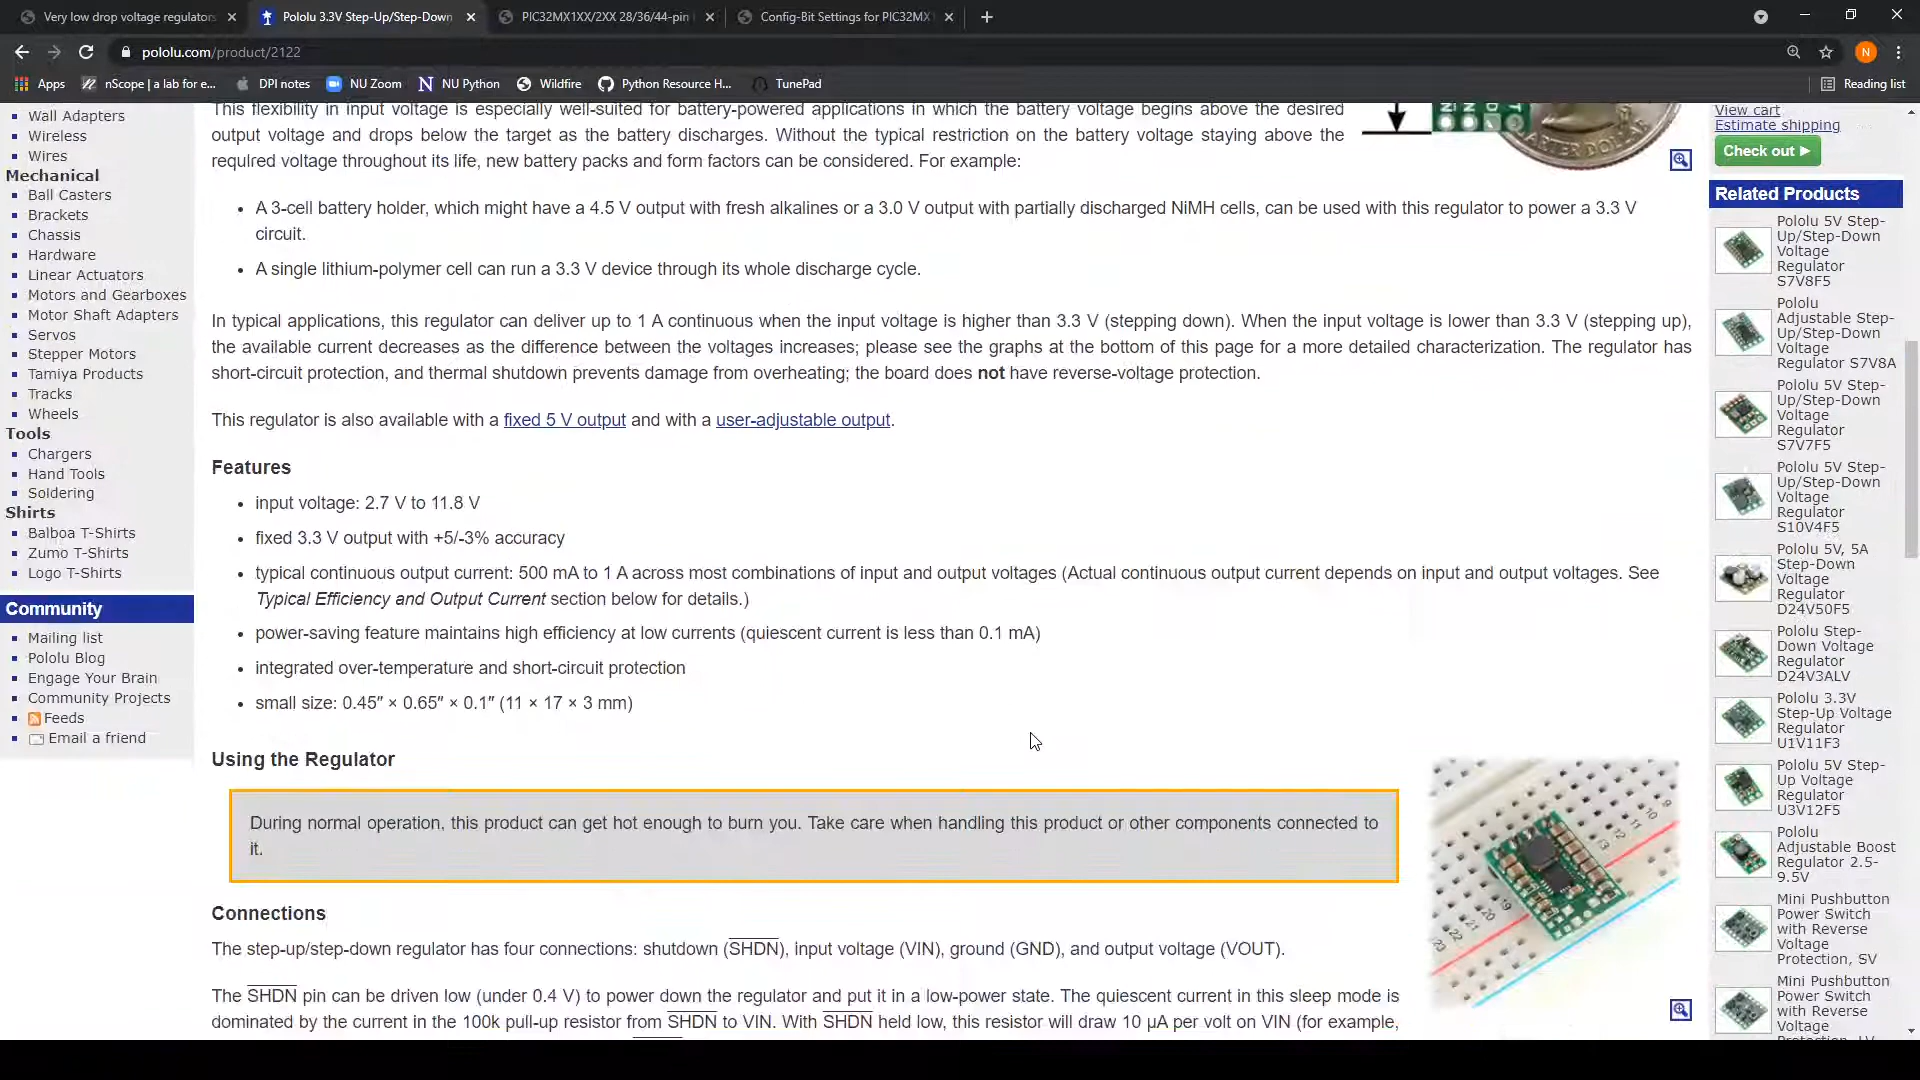 Very low drop voltage regulators
Pololu 3.3V Step-Up/Step-Down
PIC32MX1XX/2XX 28/36/44-pin
Config-Bit Settings for PIC32MX
pololu.com/product/2122
N
Apps
nScope | a lab for e...
DPI notes
NU Zoom
NU Python
Wildfire
Python Resource H...
TunePad
Reading list
Wall Adapters
Wireless
Wires
Mechanical
Ball Casters
Brackets
Chassis
Hardware
Linear Actuators
Motors and Gearboxes
Motor Shaft Adapters
Servos
Stepper Motors
Tamiya Products
Tracks
Wheels
Tools
Chargers
Hand Tools
Soldering
Shirts
Balboa T-Shirts
Zumo T-Shirts
Logo T-Shirts
Community
Mailing list
Pololu Blog
Engage Your Brain
Community Projects
Feeds
Email a friend
This flexibility in input voltage is especially well-suited for battery-powered applications in which the battery voltage begins above the desired
output voltage and drops below the target as the battery discharges. Without the typical restriction on the battery voltage staying above the
required voltage throughout its life, new battery packs and form factors can be considered. For example:
QUARTER DOLLAR
• A 3-cell battery holder, which might have a 4.5 V output with fresh alkalines or a 3.0 V output with partially discharged NiMH cells, can be used with this regulator to power a 3.3 V
circuit.
• A single lithium-polymer cell can run a 3.3 V device through its whole discharge cycle.
In typical applications, this regulator can deliver up to 1 A continuous when the input voltage is higher than 3.3 V (stepping down). When the input voltage is lower than 3.3 V (stepping up),
the available current decreases as the difference between the voltages increases; please see the graphs at the bottom of this page for a more detailed characterization. The regulator has
short-circuit protection, and thermal shutdown prevents damage from overheating; the board does not have reverse-voltage protection.
This regulator is also available with a fixed 5 V output and with a user-adjustable output.
Features
• input voltage: 2.7 V to 11.8 V
• fixed 3.3 V output with +5/-3% accuracy
• typical continuous output current: 500 mA to 1 A across most combinations of input and output voltages (Actual continuous output current depends on input and output voltages. See
Typical Efficiency and Output Current section below for details.)
• power-saving feature maintains high efficiency at low currents (quiescent current is less than 0.1 mA)
• integrated over-temperature and short-circuit protection
• small size: 0.45″ × 0.65″ × 0.1″ (11 × 17 × 3 mm)
Using the Regulator
During normal operation, this product can get hot enough to burn you. Take care when handling this product or other components connected to
it.
Connections
The step-up/step-down regulator has four connections: shutdown (SHDN), input voltage (VIN), ground (GND), and output voltage (VOUT).
The SHDN pin can be driven low (under 0.4 V) to power down the regulator and put it in a low-power state. The quiescent current in this sleep mode is
dominated by the current in the 100k pull-up resistor from SHDN to VIN. With SHDN held low, this resistor will draw 10 µA per volt on VIN (for example,
View cart
Estimate shipping
Check out ►
Related Products
Pololu 5V Step-
Up/Step-Down
Voltage
Regulator
S7V8F5
Pololu
Adjustable Step-
Up/Step-Down
Voltage
Regulator S7V8A
Pololu 5V Step-
Up/Step-Down
Voltage
Regulator
S7V7F5
Pololu 5V Step-
Up/Step-Down
Voltage
Regulator
S10V4F5
Pololu 5V, 5A
Step-Down
Voltage
Regulator
D24V50F5
Pololu Step-
Down Voltage
Regulator
D24V3ALV
Pololu 3.3V
Step-Up Voltage
Regulator
U1V11F3
Pololu 5V Step-
Up Voltage
Regulator
U3V12F5
Pololu
Adjustable Boost
Regulator 2.5-
9.5V
Mini Pushbutton
Power Switch
with Reverse
Voltage
Protection, SV
Mini Pushbutton
Power Switch
with Reverse
Voltage